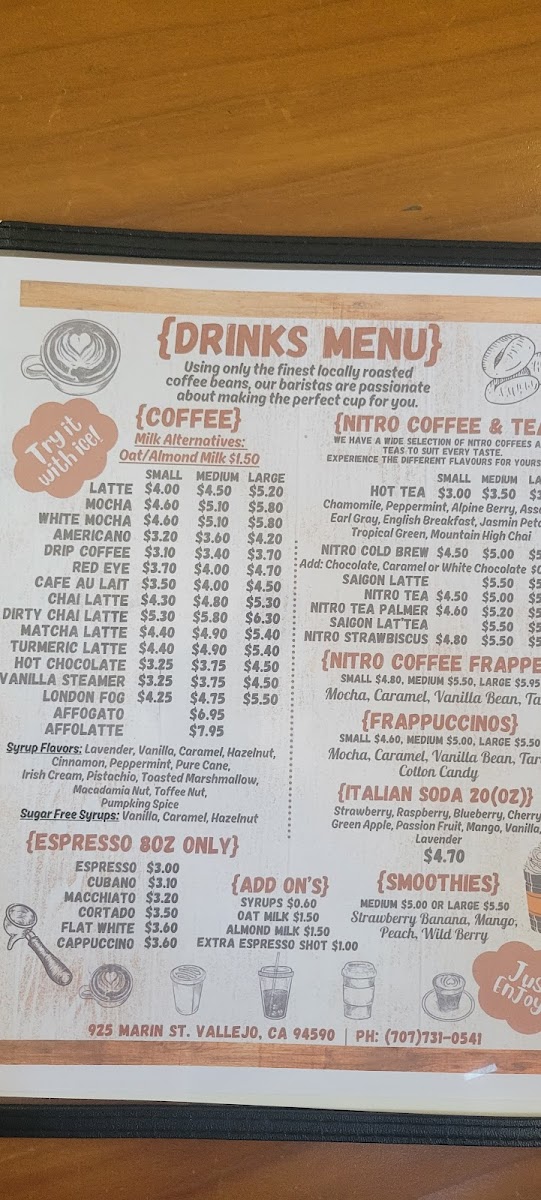 {DRINKS MENU}
Using only the finest locally roasted
coffee beans, our baristas are passionate
about making the perfect cup for you.
Try it
with ice!
{COFFEE}
Milk Alternatives:
Oat/Almond Milk $1.50
SMALL MEDIUM LARGE
LATTE $4.00 $4.50 $5.20
MOCHA $4.60 $5.10 $5.80
WHITE MOCHA $4.60 $5.10 $5.80
AMERICANO $3.20 $3.60 $4.20
DRIP COFFEE $3.10 $3.40 $3.70
RED EYE $3.70 $4.00 $4.70
CAFE AU LAIT $3.50 $4.00 $4.50
CHAI LATTE $4.30 $4.80 $5.30
DIRTY CHAI LATTE $5.30 $5.80 $6.30
MATCHA LATTE $4.40 $4.90 $5.40
TURMERIC LATTE $4.40 $4.90 $5.40
HOT CHOCOLATE $3.25 $3.75 $4.50
VANILLA STEAMER $3.25 $3.75 $4.50
LONDON FOG $4.25 $4.75 $5.50
AFFOGATO $6.95
AFFOLATTE $7.95
Syrup Flavors: Lavender, Vanilla, Caramel, Hazelnut,
Cinnamon, Peppermint, Pure Cane,
Irish Cream, Pistachio, Toasted Marshmallow,
Macadamia Nut, Toffee Nut,
Pumpking Spice
Sugar Free Syrups: Vanilla, Caramel, Hazelnut
{ESPRESSO 8OZ ONLY}
ESPRESSO $3.00
CUBANO $3.10
MACCHIATO $3.20
CORTADO $3.50
FLAT WHITE $3.60
CAPPUCCINO $3.60
{ADD ON'S}
SYRUPS $0.60
OAT MILK $1.50
ALMOND MILK $1.50
EXTRA ESPRESSO SHOT $1.00
{NITRO COFFEE & TEA
WE HAVE A WIDE SELECTION OF NITRO COFFEES A
TEAS TO SUIT EVERY TASTE.
EXPERIENCE THE DIFFERENT FLAVOURS FOR YOURS
SMALL MEDIUM LA
HOT TEA $3.00 $3.50 $
Chamomile, Peppermint, Alpine Berry, Ass
Earl Gray, English Breakfast, Jasmin Peta
Tropical Green, Mountain High Chai
NITRO COLD BREW $4.50 $5.00 $5
Add: Chocolate, Caramel or White Chocolate $
SAIGON LATTE $5.50 $5
NITRO TEA $4.50 $5.00 $5
NITRO TEA PALMER $4.60 $5.20 $5
SAIGON LAT'TEA $5.50 $5
NITRO STRAWBISCUS $4.80 $5.50 $5
{NITRO COFFEE FRAPPE
SMALL $4.80, MEDIUM $5.50, LARGE $5.95
Mocha, Caramel, Vanilla Bean, Ta
{FRAPPUCCINOS}
SMALL $4.60, MEDIUM $5.00, LARGE $5.50
Mocha, Caramel, Vanilla Bean, Tar
Cotton Candy
{ITALIAN SODA 20(OZ)}
Strawberry, Raspberry, Blueberry, Cherry
Green Apple, Passion Fruit, Mango, Vanilla,
Lavender
$4.70
{SMOOTHIES}
MEDIUM $5.00 OR LARGE $5.50
Strawberry Banana, Mango,
Peach, Wild Berry
Jus
EnJoy
925 MARIN ST. VALLEJO, CA 94590 | PH: (707)731-0541